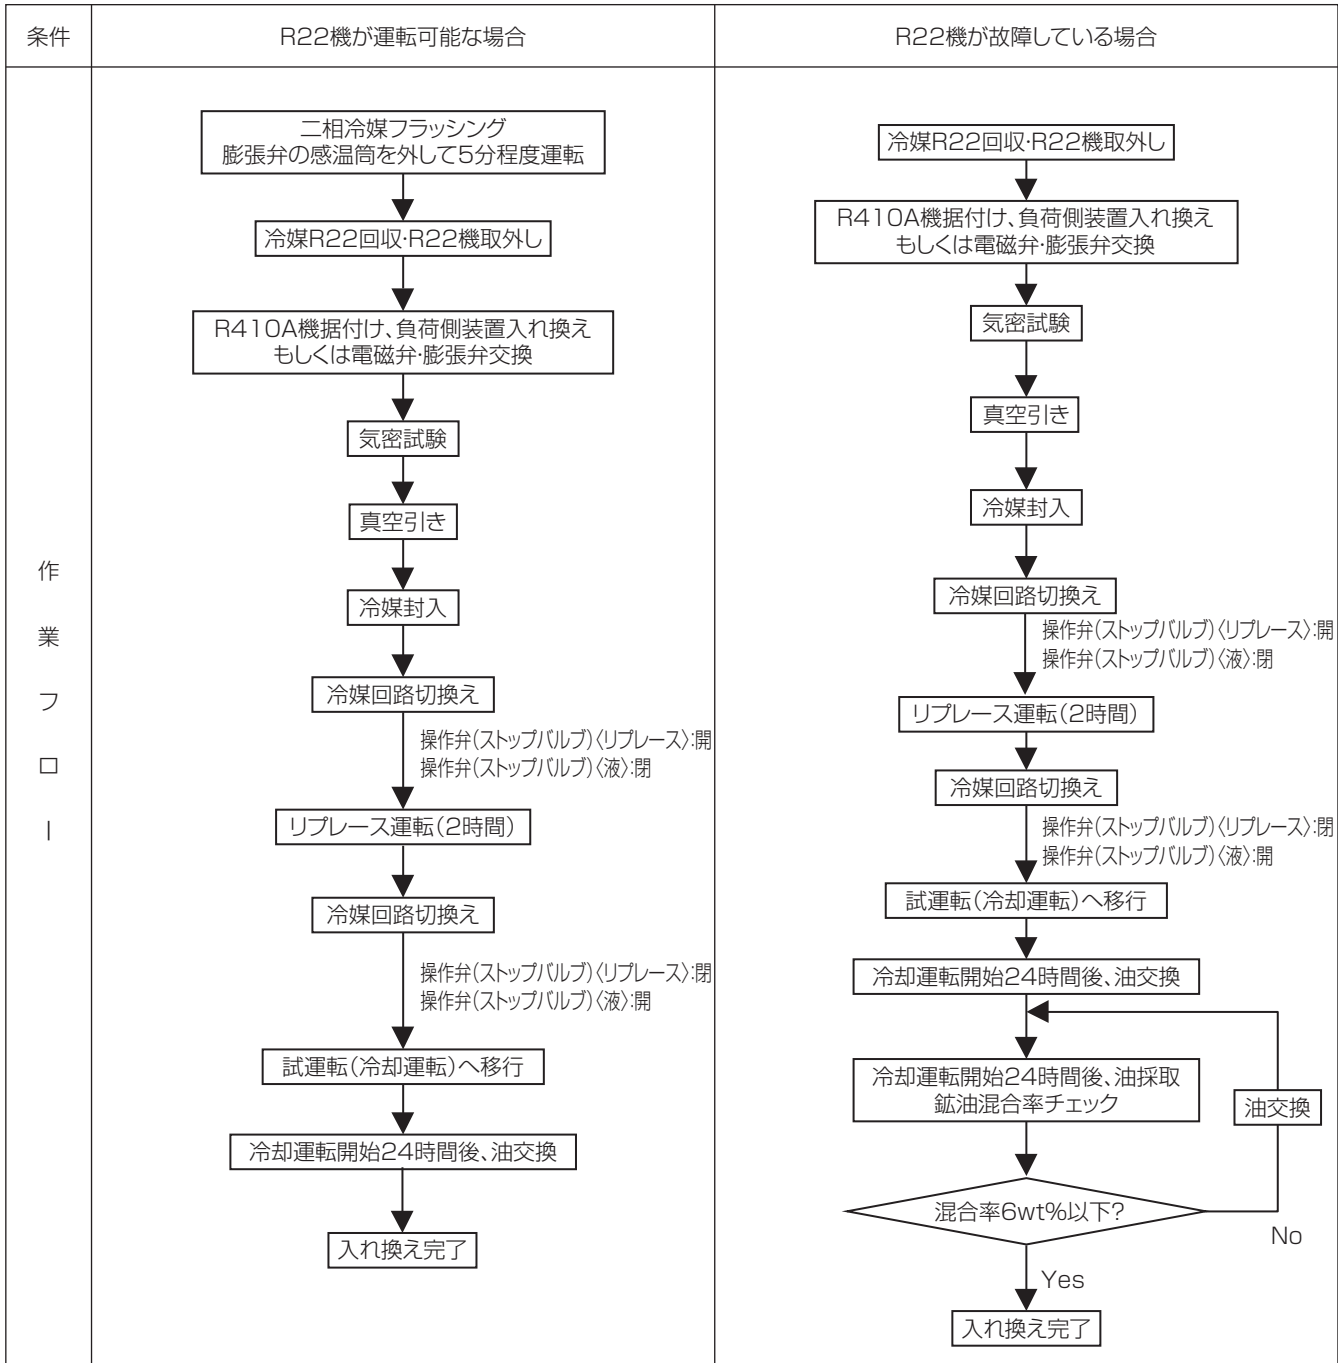 条件
R22機が運転可能な場合
R22機が故障している場合
作業フロー
二相冷媒フラッシング
膨張弁の感温筒を外して5分程度運転
冷媒R22回収·R22機取外し
R410A機据付け、負荷側装置入れ換え
もしくは電磁弁·膨張弁交換
気密試験
真空引き
冷媒封入
冷媒回路切換え
操作弁(ストップバルブ)〈リプレース〉:開
操作弁(ストップバルブ)〈液〉:閉
リプレース運転(2時間)
冷媒回路切換え
操作弁(ストップバルブ)〈リプレース〉:閉
操作弁(ストップバルブ)〈液〉:開
試運転(冷却運転)へ移行
冷却運転開始24時間後、油交換
入れ換え完了
冷媒R22回収·R22機取外し
R410A機据付け、負荷側装置入れ換え
もしくは電磁弁·膨張弁交換
気密試験
真空引き
冷媒封入
冷媒回路切換え
操作弁(ストップバルブ)〈リプレース〉:開
操作弁(ストップバルブ)〈液〉:閉
リプレース運転(2時間)
冷媒回路切換え
操作弁(ストップバルブ)〈リプレース〉:閉
操作弁(ストップバルブ)〈液〉:開
試運転(冷却運転)へ移行
冷却運転開始24時間後、油交換
冷却運転開始24時間後、油採取
鉱油混合率チェック
油交換
混合率6wt%以下?
No
Yes
入れ換え完了